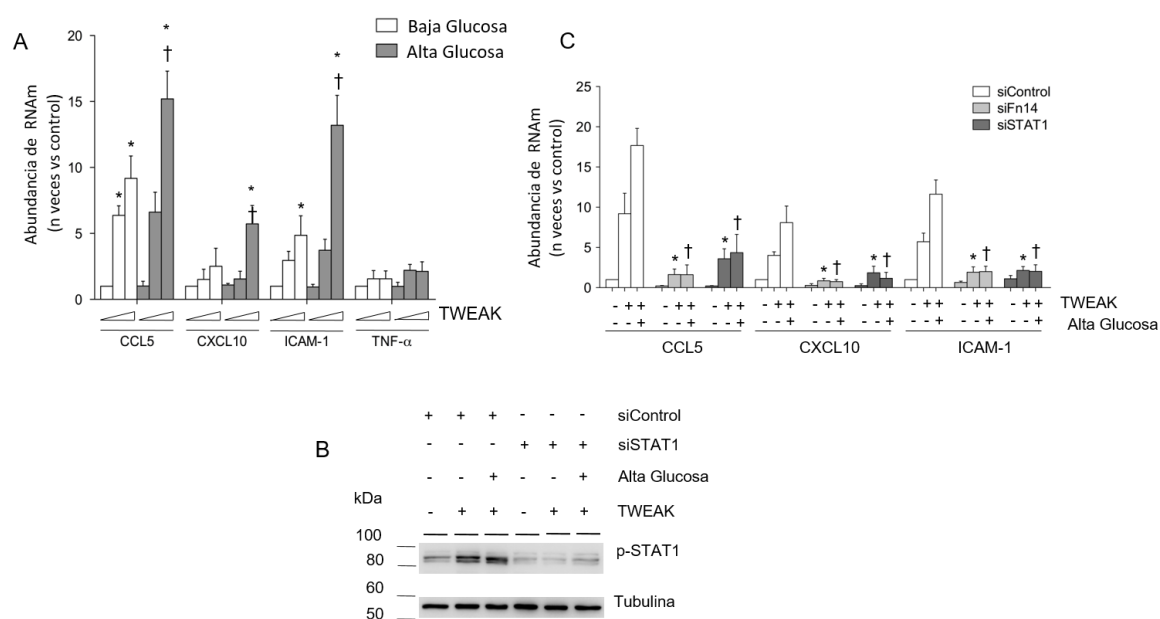 A
Baja Glucosa
Alta Glucosa
Abundancia de RNAm
(n veces vs control)
20
15
10
5
0
* * * † * * † * * †
TWEAK
CCL5 CXCL10 ICAM-1 TNF-α
C
siControl
siFn14
siSTAT1
Abundancia de RNAm
(n veces vs control)
25
20
15
10
5
0
* † * † * † * † * † * †
- + + - + + - + + - + + - + + - + + - + + - + + - + + TWEAK
- - + - - + - - + - - + - - + - - + - - + - - + - - + Alta Glucosa
CCL5 CXCL10 ICAM-1
B
+ + + - - - siControl
- - - + + + siSTAT1
- - + - - + Alta Glucosa
- + + - + + TWEAK
kDa
100
80
p-STAT1
60
50
Tubulina